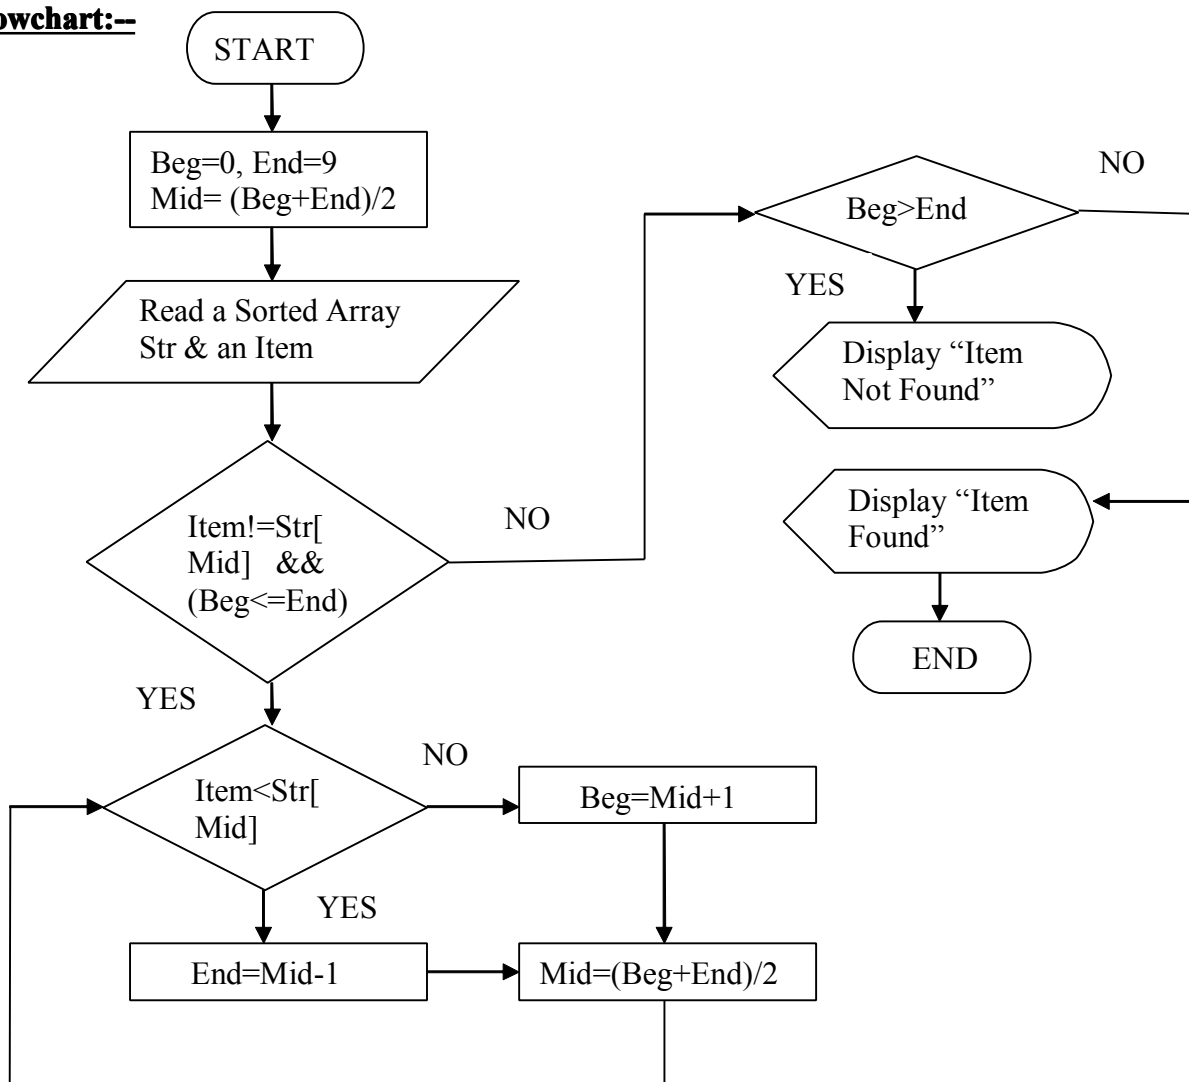 owchart:--
START
Beg=0, End=9
Mid= (Beg+End)/2
Read a Sorted Array
Str & an Item
Item!=Str[
Mid]   &&
(Beg<=End)
NO
YES
Item<Str[
Mid]
NO
Beg=Mid+1
YES
End=Mid-1
Mid=(Beg+End)/2
Beg>End
NO
YES
Display “Item
Not Found”
Display “Item
Found”
END